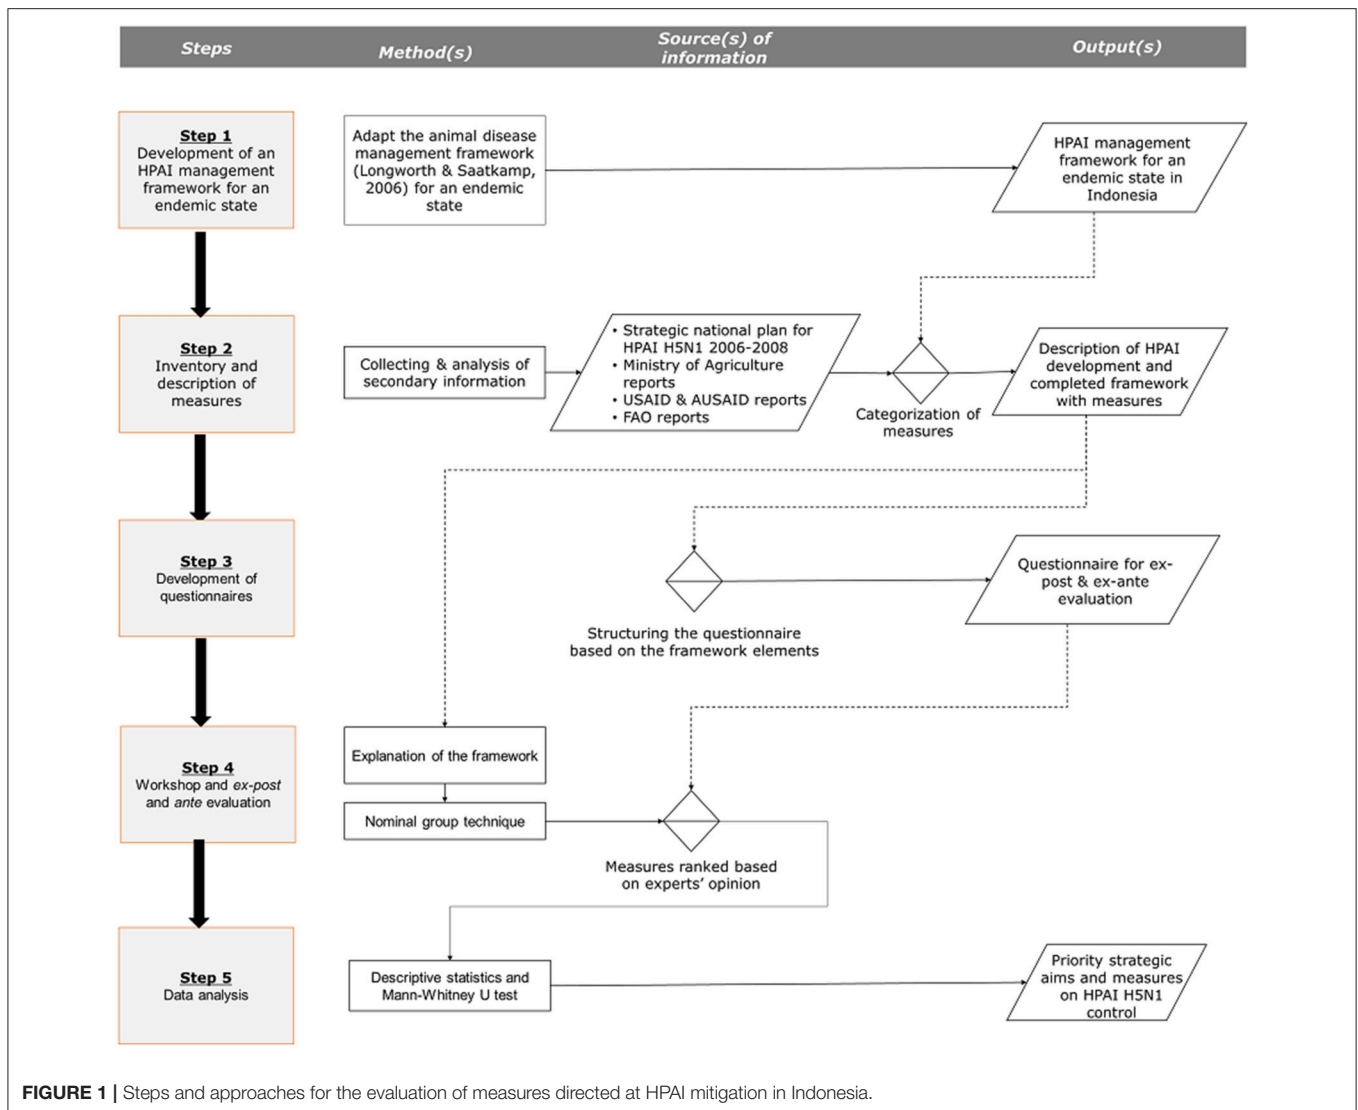 Steps
Method(s)
Source(s) of
information
Output(s)
Step 1
Development of an
HPAI management
framework for an
endemic state
Adapt the animal disease
management framework
(Longworth & Saatkamp,
2006) for an endemic
state
HPAI management
framework for an
endemic state in
Indonesia
Step 2
Inventory and
description of
measures
Collecting & analysis of
secondary information
• Strategic national plan for
HPAI H5N1 2006-2008
• Ministry of Agriculture
reports
• USAID & AUSAID reports
• FAO reports
Categorization of
measures
Description of HPAI
development and
completed framework
with measures
Step 3
Development of
questionnaires
Structuring the questionnaire
based on the framework elements
Questionnaire for ex-
post & ex-ante
evaluation
Step 4
Workshop and ex-post
and ante evaluation
Explanation of the framework
Nominal group technique
Measures ranked based
on experts’ opinion
Step 5
Data analysis
Descriptive statistics and
Mann-Whitney U test
Priority strategic
aims and measures
on HPAI H5N1
control
FIGURE 1 | Steps and approaches for the evaluation of measures directed at HPAI mitigation in Indonesia.